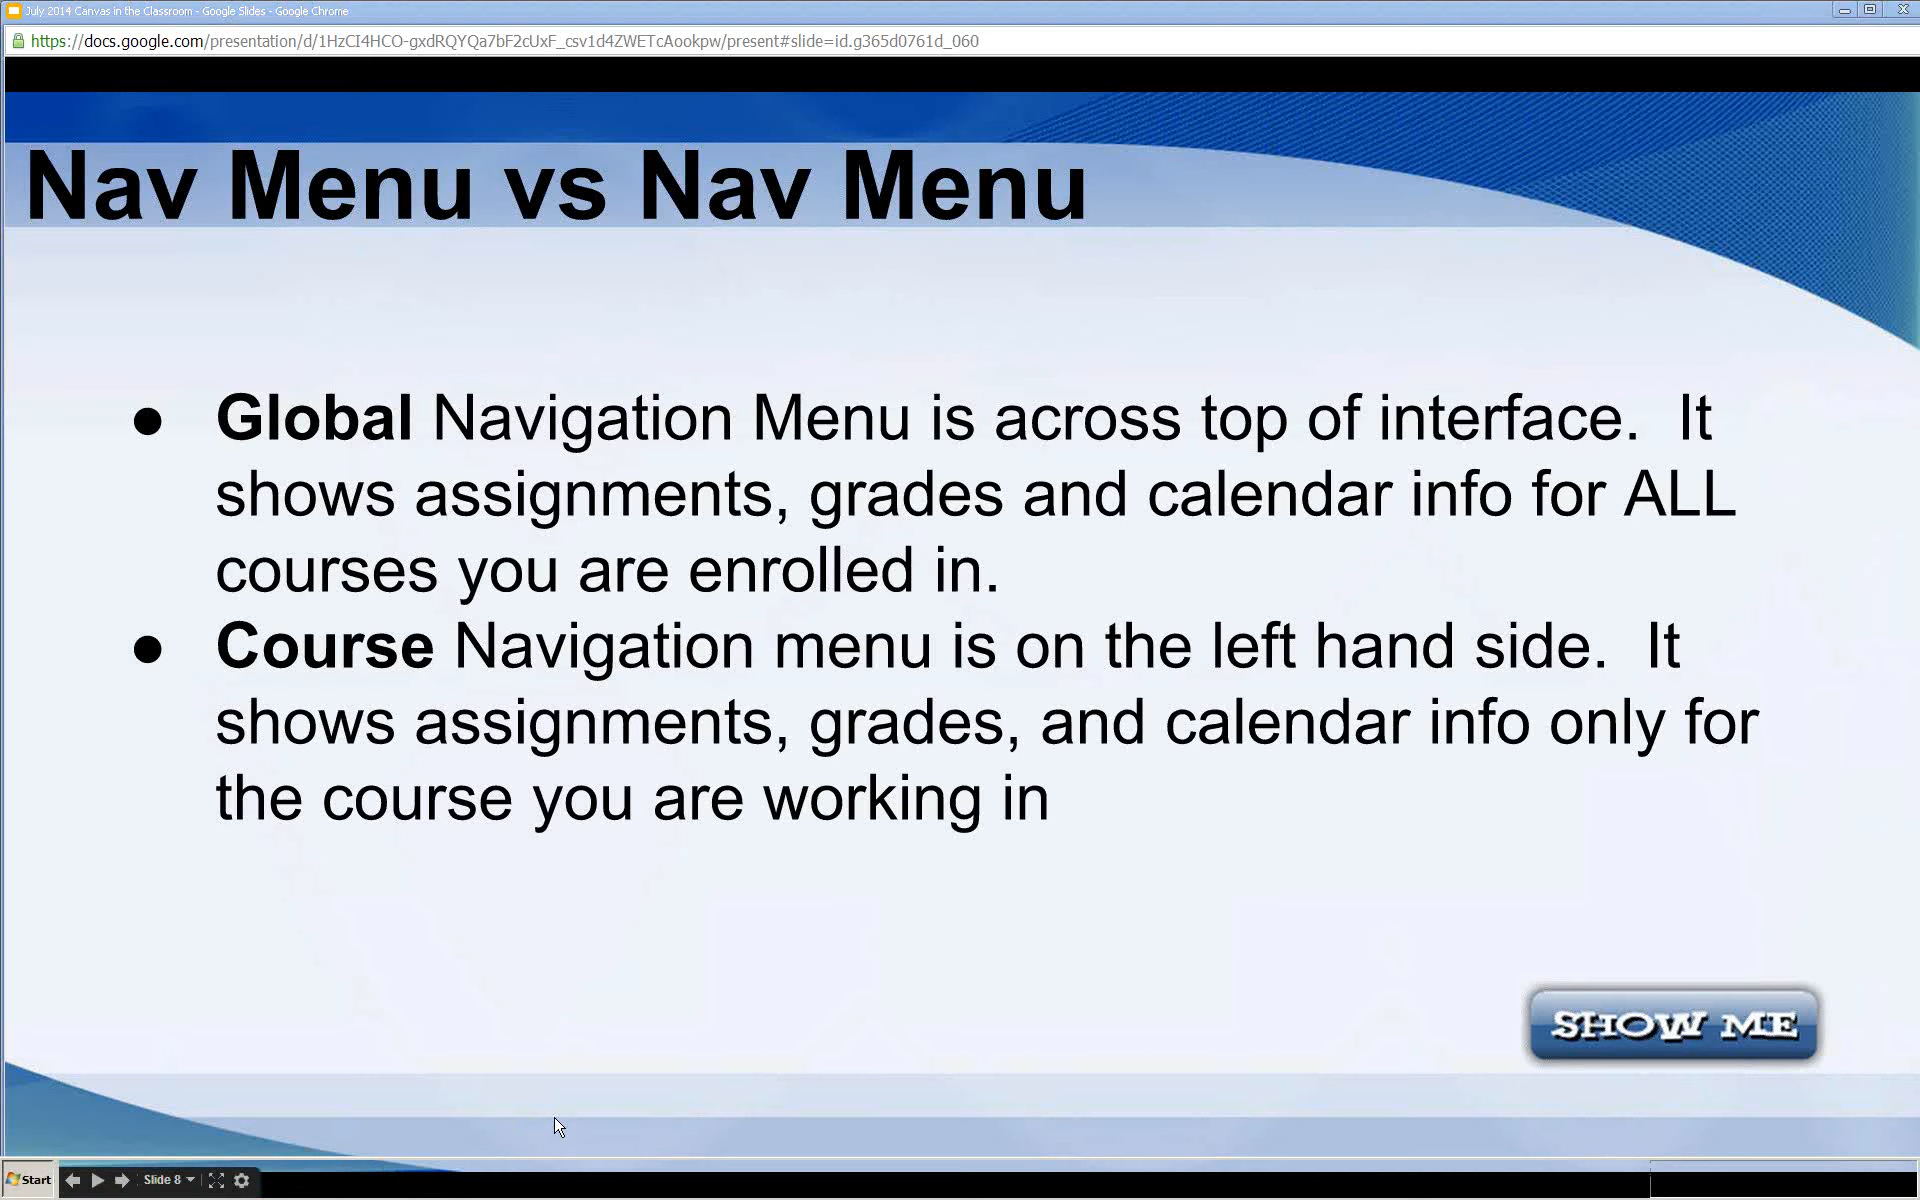 July 2014 Canvas in the Classroom - Google Slides - Google Chrome
https://docs.google.com/presentation/d/1HzCI4HCO-gxdRQYQa7bF2cUxF_csv1d4ZWETcAookpw/present#slide=id.g365d0761d_060
Nav Menu vs Nav Menu
● Global Navigation Menu is across top of interface.  It
shows assignments, grades and calendar info for ALL
courses you are enrolled in.
● Course Navigation menu is on the left hand side.  It
shows assignments, grades, and calendar info only for
the course you are working in
SHOW ME
Start
Slide 8